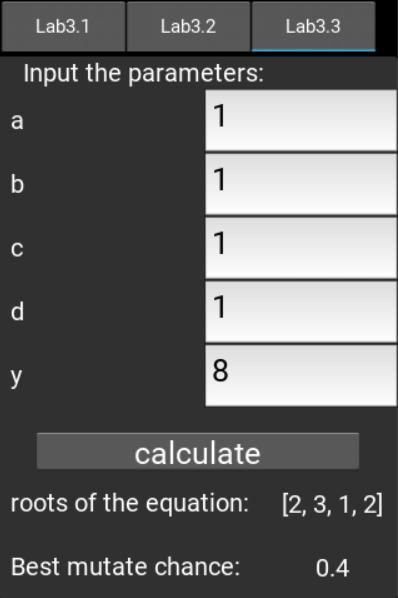 Lab3.1 Lab3.2 Lab3.3
Input the parameters:
a 1
b 1
c 1
d 1
y 8
calculate
roots of the equation: [2, 3, 1, 2]
Best mutate chance: 0.4